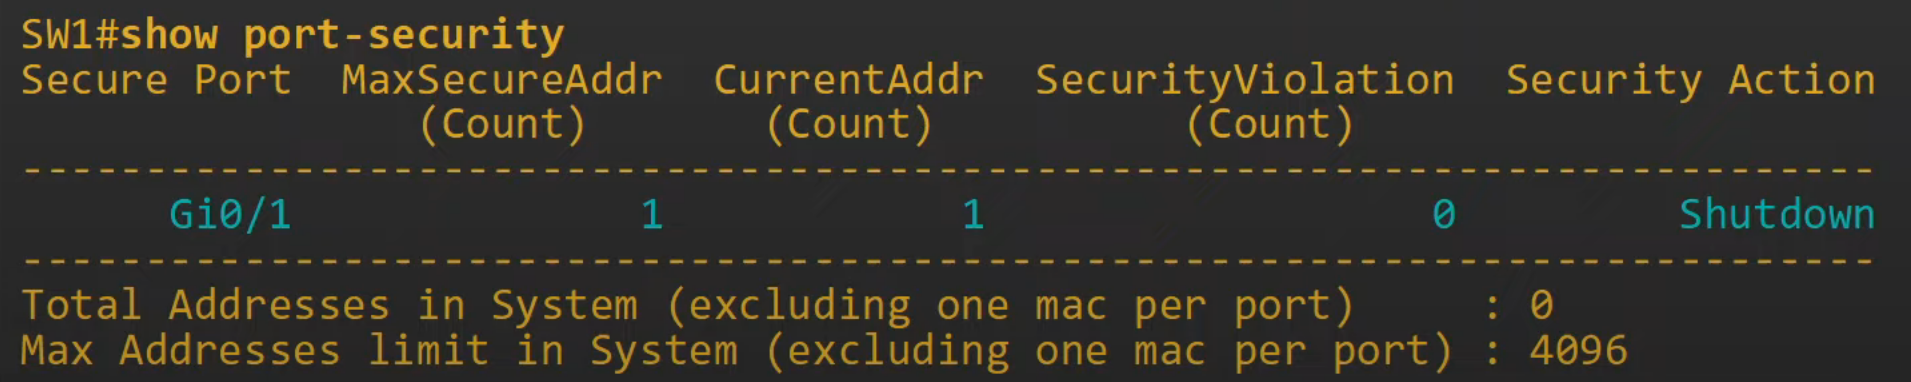 SW1#show port-security
Secure Port  MaxSecureAddr  CurrentAddr  SecurityViolation  Security Action
                (Count)       (Count)          (Count)
---------------------------------------------------------------------------
      Gi0/1              1            1                  0         Shutdown
---------------------------------------------------------------------------
Total Addresses in System (excluding one mac per port)     : 0
Max Addresses limit in System (excluding one mac per port) : 4096